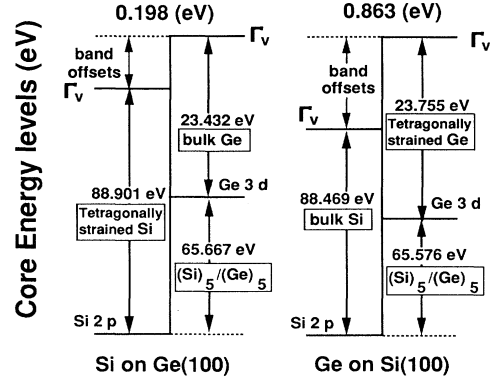 Core Energy levels (eV)
0.198 (eV)
Γv
band
offsets
Γv
23.432 eV
bulk Ge
88.901 eV
Tetragonally
strained Si
Ge 3 d
65.667 eV
(Si)5/(Ge)5
Si 2 p
Si on Ge(100)
0.863 (eV)
Γv
band
offsets
Γv
23.755 eV
Tetragonally
strained Ge
88.469 eV
bulk Si
Ge 3 d
65.576 eV
(Si)5/(Ge)5
Si 2 p
Ge on Si(100)